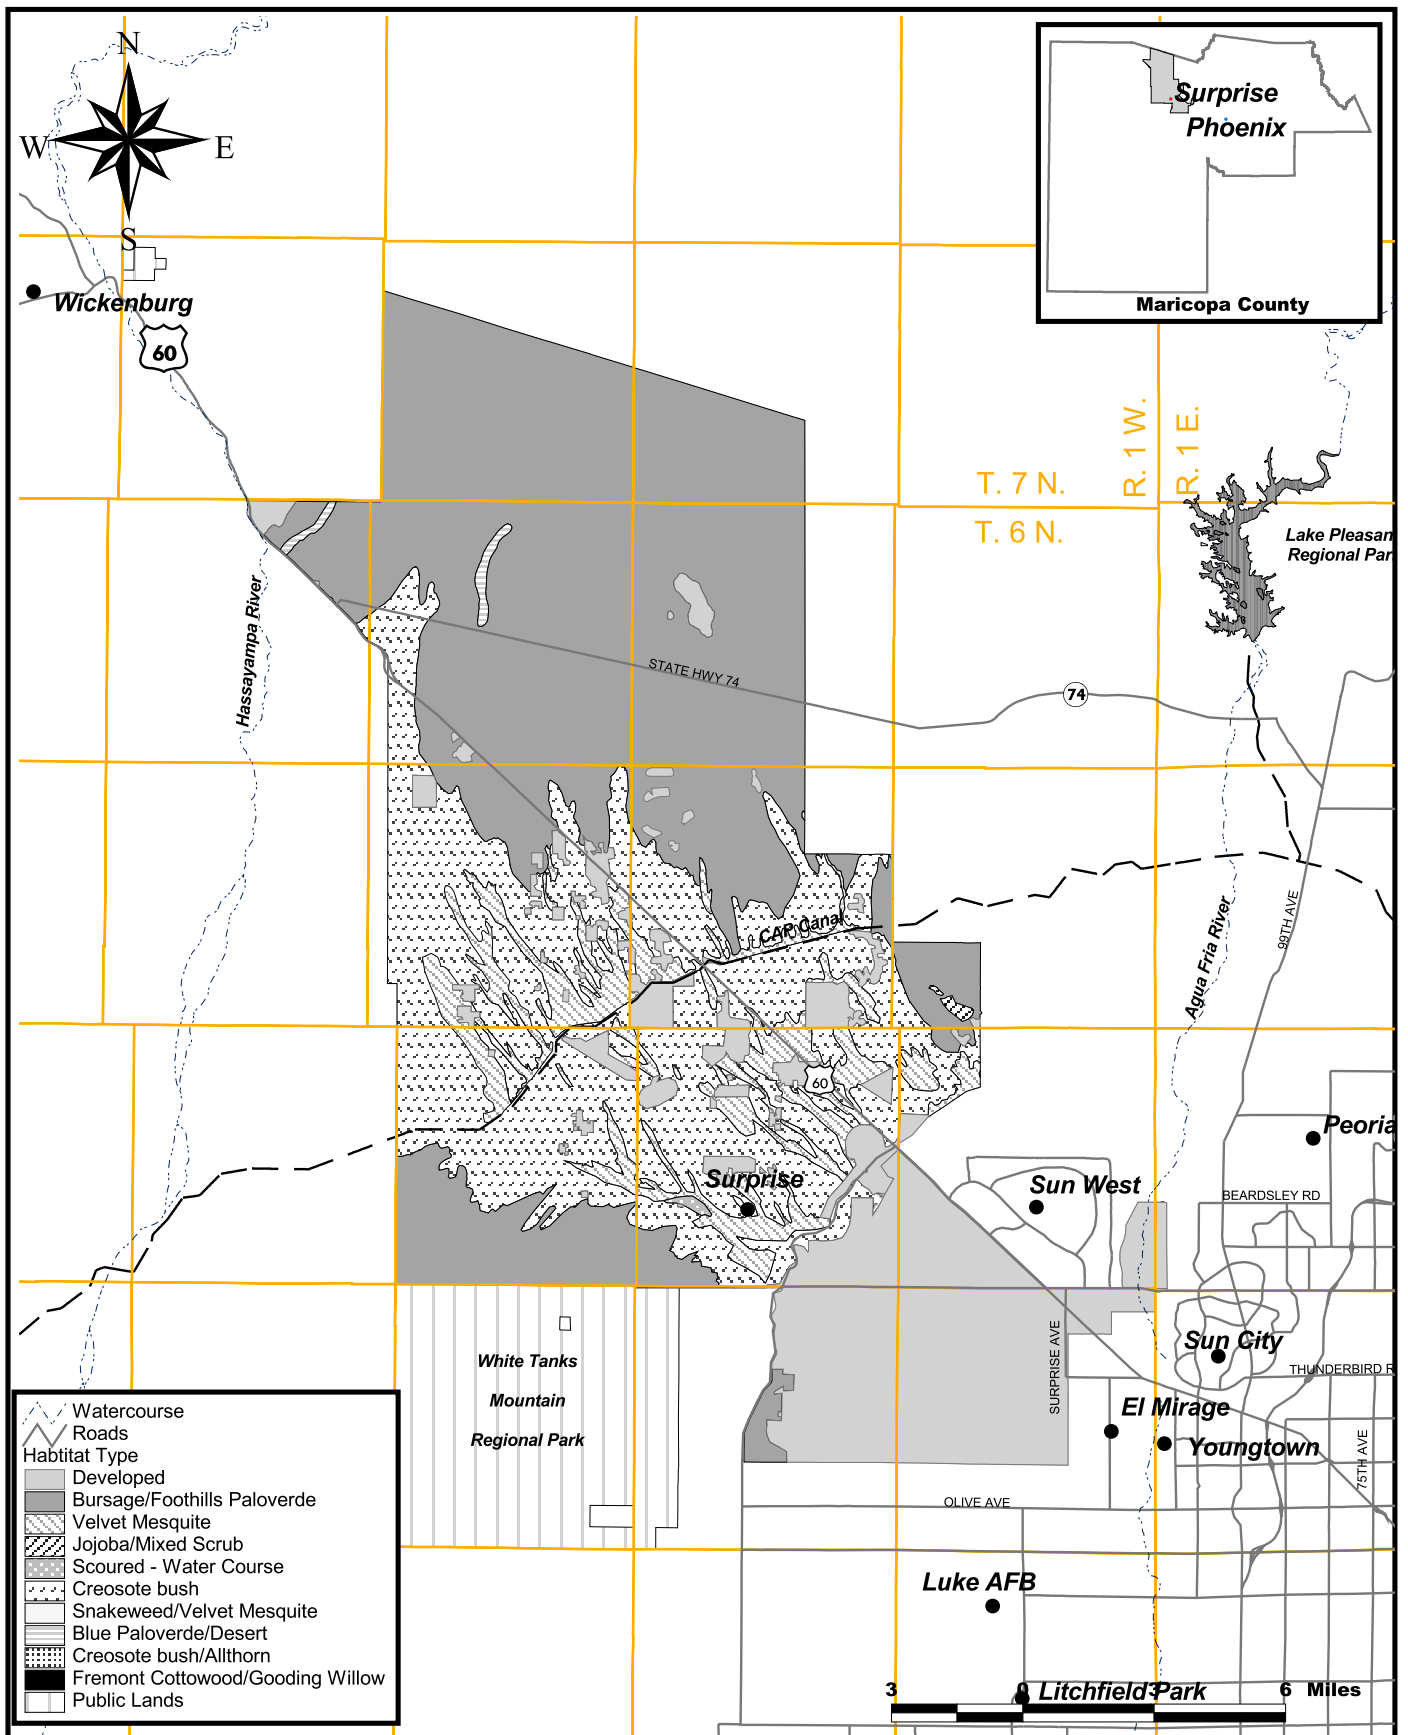 N
W
E
S
Surprise
Phoenix
Maricopa County
Wickenburg
60
R. 1 W.
R. 1 E.
T. 7 N.
T. 6 N.
Lake Pleasan
Regional Par
Hassayampa River
STATE HWY 74
74
CAP Canal
Agua Fria River
99TH AVE
60
Peoria
Surprise
Sun West
BEARDSLEY RD
White Tanks
Mountain
Regional Park
SURPRISE AVE
Sun City
THUNDERBIRD R
El Mirage
Youngtown
75TH AVE
OLIVE AVE
Luke AFB
Litchfield Park
3 0 3 6 Miles
Watercourse
Roads
Habtitat Type
Developed
Bursage/Foothills Paloverde
Velvet Mesquite
Jojoba/Mixed Scrub
Scoured - Water Course
Creosote bush
Snakeweed/Velvet Mesquite
Blue Paloverde/Desert
Creosote bush/Allthorn
Fremont Cottowood/Gooding Willow
Public Lands